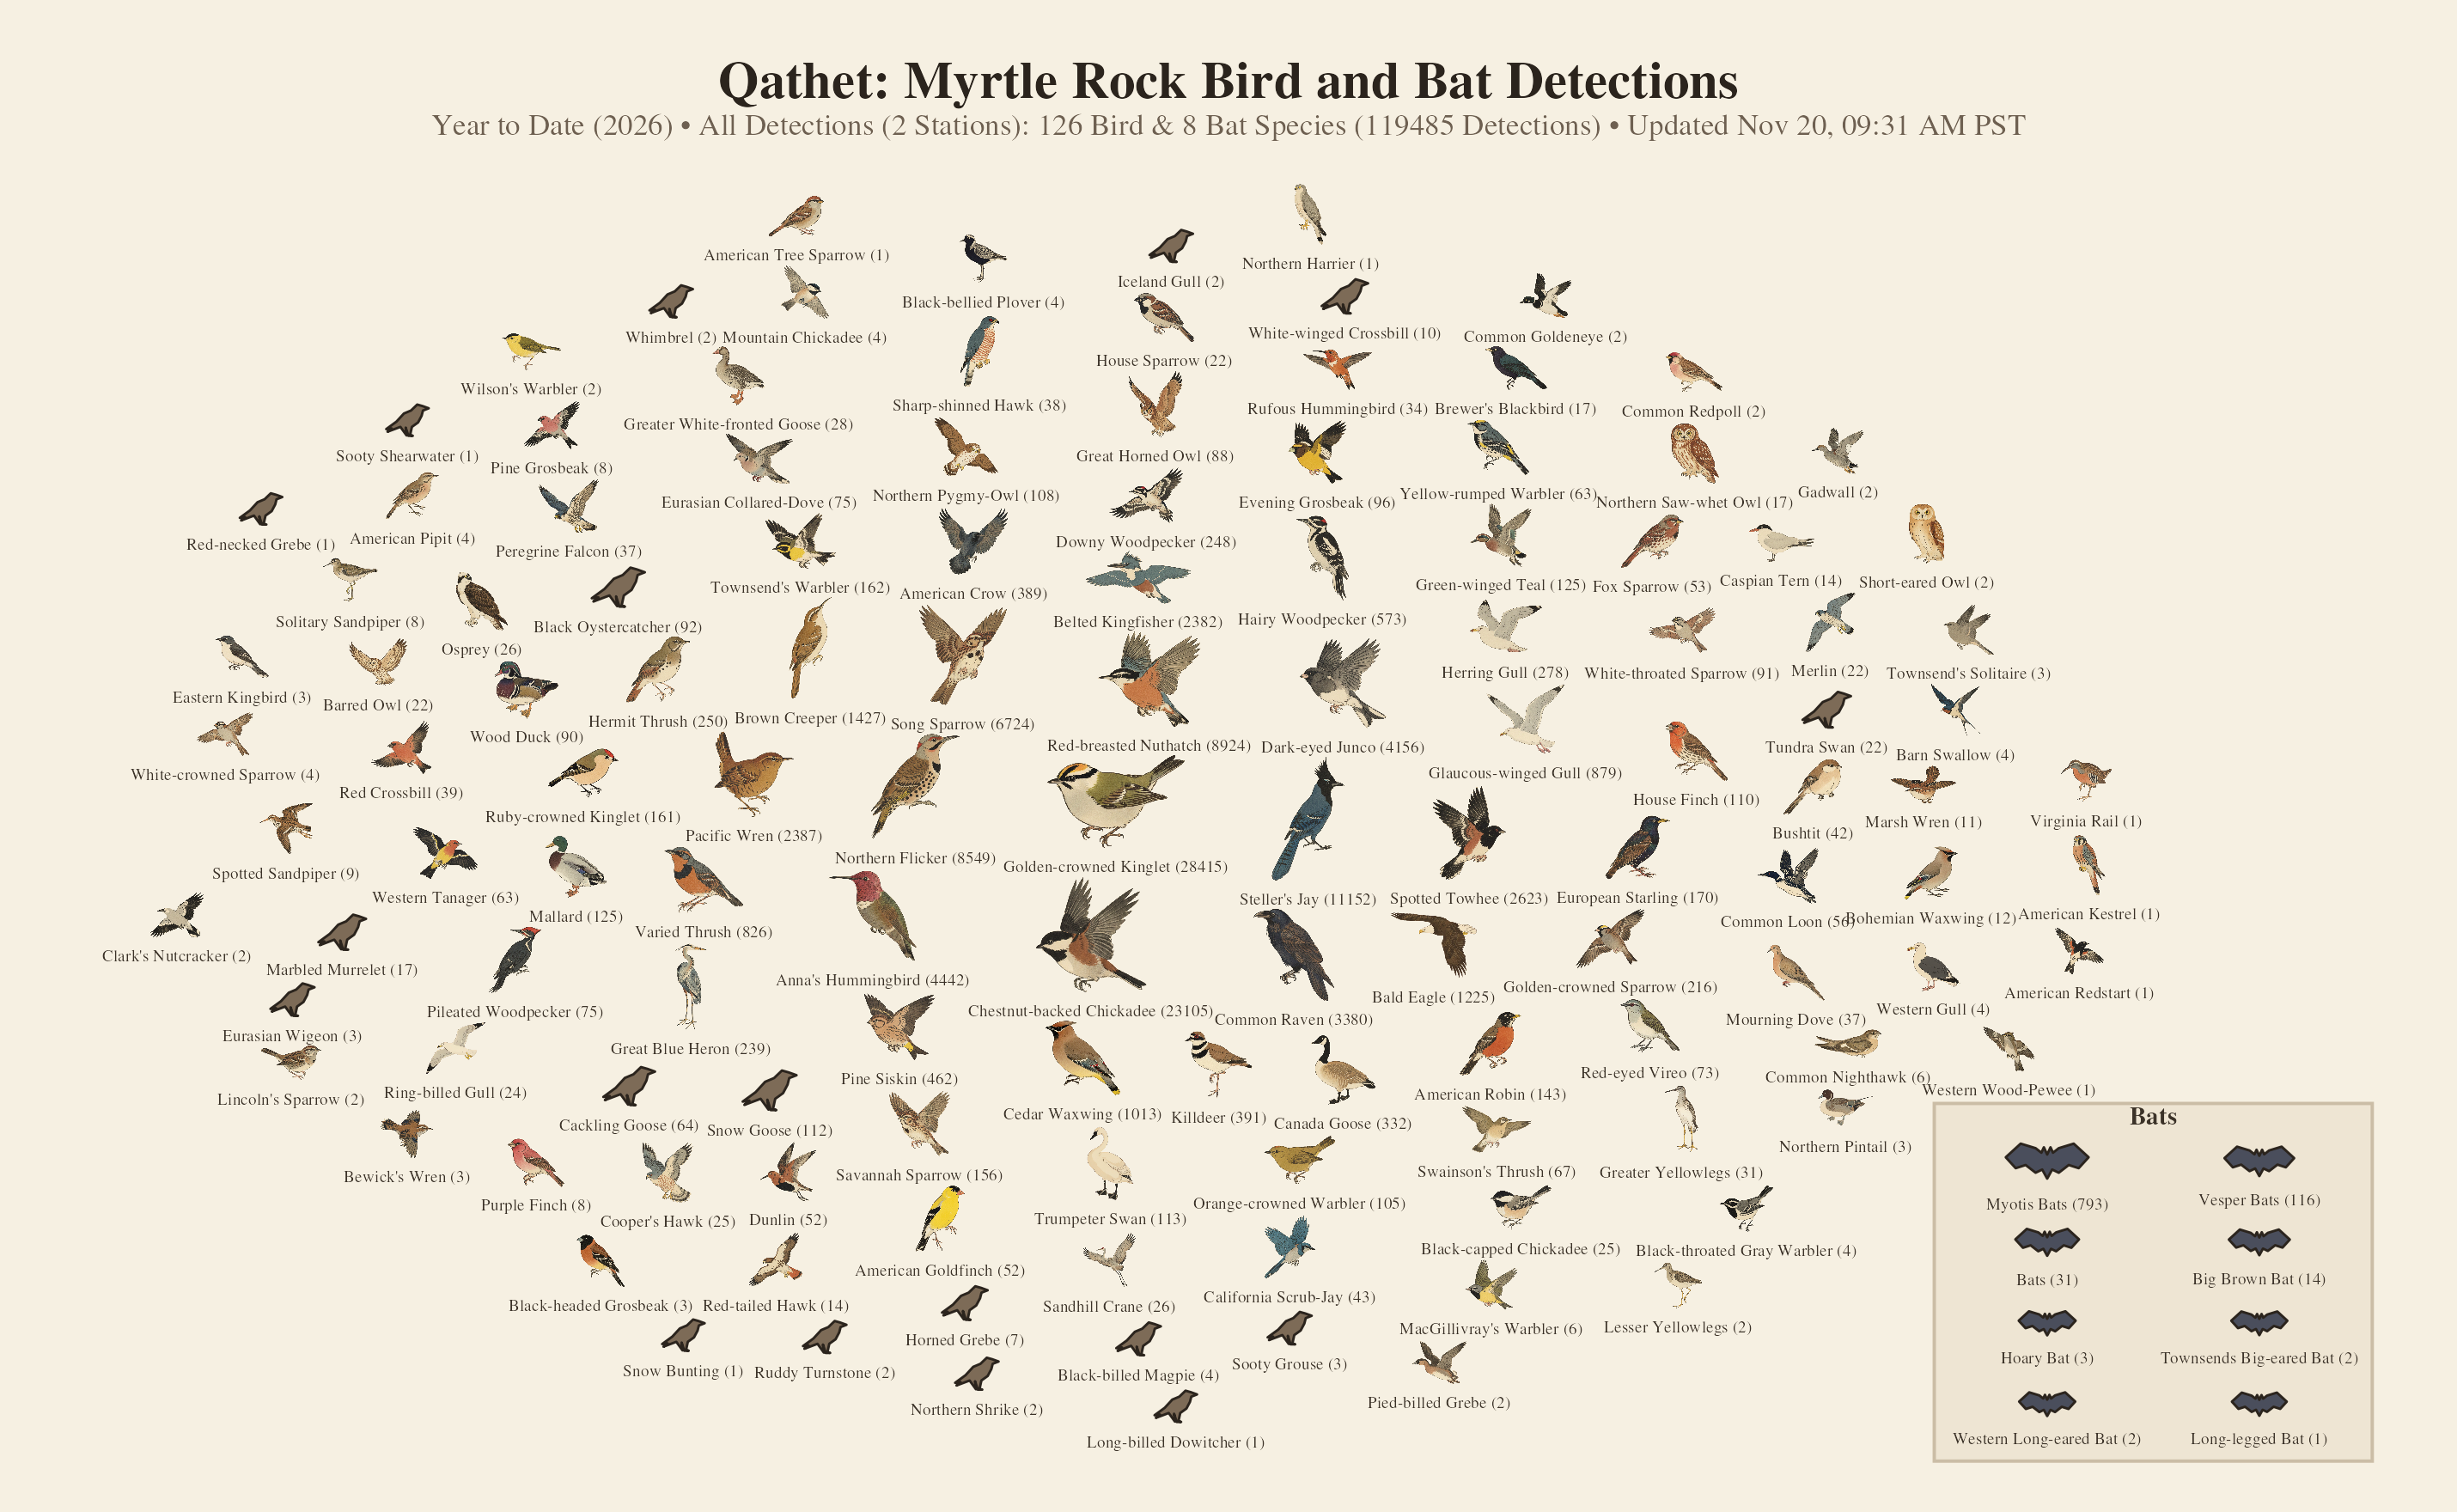 Qathet: Myrtle Rock Bird and Bat Detections
Year to Date (2026) • All Detections (2 Stations): 126 Bird & 8 Bat Species (119485 Detections) • Updated Nov 20, 09:31 AM PST
American Tree Sparrow (1)
Northern Harrier (1)
Iceland Gull (2)
Black-bellied Plover (4)
White-winged Crossbill (10)
Whimbrel (2)
Mountain Chickadee (4)
Common Goldeneye (2)
House Sparrow (22)
Wilson's Warbler (2)
Sharp-shinned Hawk (38)
Rufous Hummingbird (34)
Brewer's Blackbird (17)
Common Redpoll (2)
Greater White-fronted Goose (28)
Sooty Shearwater (1)
Great Horned Owl (88)
Pine Grosbeak (8)
Gadwall (2)
Yellow-rumped Warbler (63)
Northern Pygmy-Owl (108)
Eurasian Collared-Dove (75)
Evening Grosbeak (96)
Northern Saw-whet Owl (17)
American Pipit (4)
Downy Woodpecker (248)
Red-necked Grebe (1)
Peregrine Falcon (37)
Caspian Tern (14)
Short-eared Owl (2)
Green-winged Teal (125)
Fox Sparrow (53)
Townsend's Warbler (162)
American Crow (389)
Hairy Woodpecker (573)
Solitary Sandpiper (8)
Belted Kingfisher (2382)
Black Oystercatcher (92)
Osprey (26)
Merlin (22)
Herring Gull (278)
White-throated Sparrow (91)
Townsend's Solitaire (3)
Eastern Kingbird (3)
Barred Owl (22)
Brown Creeper (1427)
Hermit Thrush (250)
Song Sparrow (6724)
Wood Duck (90)
Red-breasted Nuthatch (8924)
Dark-eyed Junco (4156)
Tundra Swan (22)
Barn Swallow (4)
Glaucous-winged Gull (879)
White-crowned Sparrow (4)
Red Crossbill (39)
House Finch (110)
Ruby-crowned Kinglet (161)
Virginia Rail (1)
Marsh Wren (11)
Bushtit (42)
Pacific Wren (2387)
Northern Flicker (8549)
Golden-crowned Kinglet (28415)
Spotted Sandpiper (9)
Western Tanager (63)
Steller's Jay (11152)
Spotted Towhee (2623)
European Starling (170)
American Kestrel (1)
Mallard (125)
Bohemian Waxwing (12)
Common Loon (56)
Varied Thrush (826)
Clark's Nutcracker (2)
Marbled Murrelet (17)
Anna's Hummingbird (4442)
Golden-crowned Sparrow (216)
American Redstart (1)
Bald Eagle (1225)
Western Gull (4)
Chestnut-backed Chickadee (23105)
Pileated Woodpecker (75)
Common Raven (3380)
Mourning Dove (37)
Eurasian Wigeon (3)
Great Blue Heron (239)
Red-eyed Vireo (73)
Common Nighthawk (6)
Pine Siskin (462)
Western Wood-Pewee (1)
Ring-billed Gull (24)
American Robin (143)
Lincoln's Sparrow (2)
Cedar Waxwing (1013)
Killdeer (391)
Canada Goose (332)
Cackling Goose (64)
Snow Goose (112)
Northern Pintail (3)
Swainson's Thrush (67)
Greater Yellowlegs (31)
Savannah Sparrow (156)
Bewick's Wren (3)
Orange-crowned Warbler (105)
Purple Finch (8)
Trumpeter Swan (113)
Dunlin (52)
Cooper's Hawk (25)
Black-capped Chickadee (25)
Black-throated Gray Warbler (4)
American Goldfinch (52)
California Scrub-Jay (43)
Black-headed Grosbeak (3)
Red-tailed Hawk (14)
Sandhill Crane (26)
Lesser Yellowlegs (2)
MacGillivray's Warbler (6)
Horned Grebe (7)
Sooty Grouse (3)
Snow Bunting (1)
Ruddy Turnstone (2)
Black-billed Magpie (4)
Pied-billed Grebe (2)
Northern Shrike (2)
Long-billed Dowitcher (1)
Bats
Myotis Bats (793)
Vesper Bats (116)
Bats (31)
Big Brown Bat (14)
Hoary Bat (3)
Townsends Big-eared Bat (2)
Western Long-eared Bat (2)
Long-legged Bat (1)